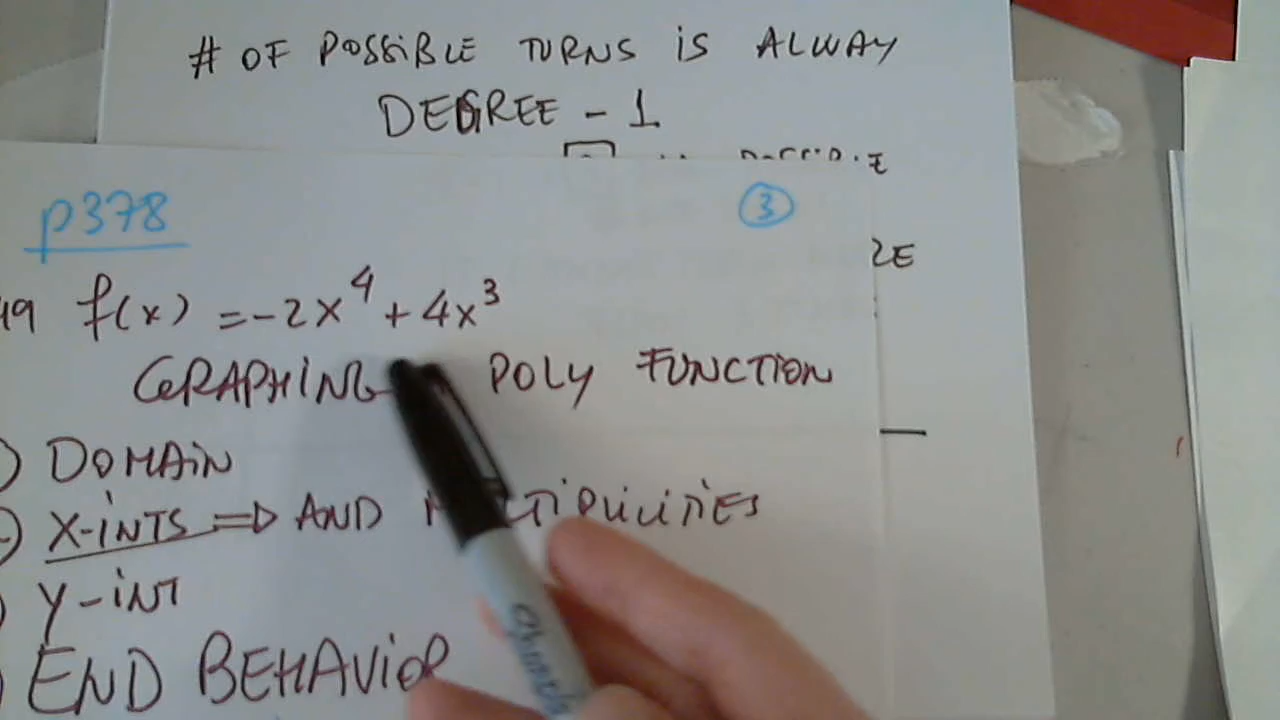 # OF POSSIBLE TURNS IS ALWAY
DEGREE - 1
p378
3
49 f(x) = -2x⁴ + 4x³
GRAPHING POLY FUNCTION
) DOMAIN
) X-INTS ⇒ AND
) Y-INT
) END BEHAVIOR